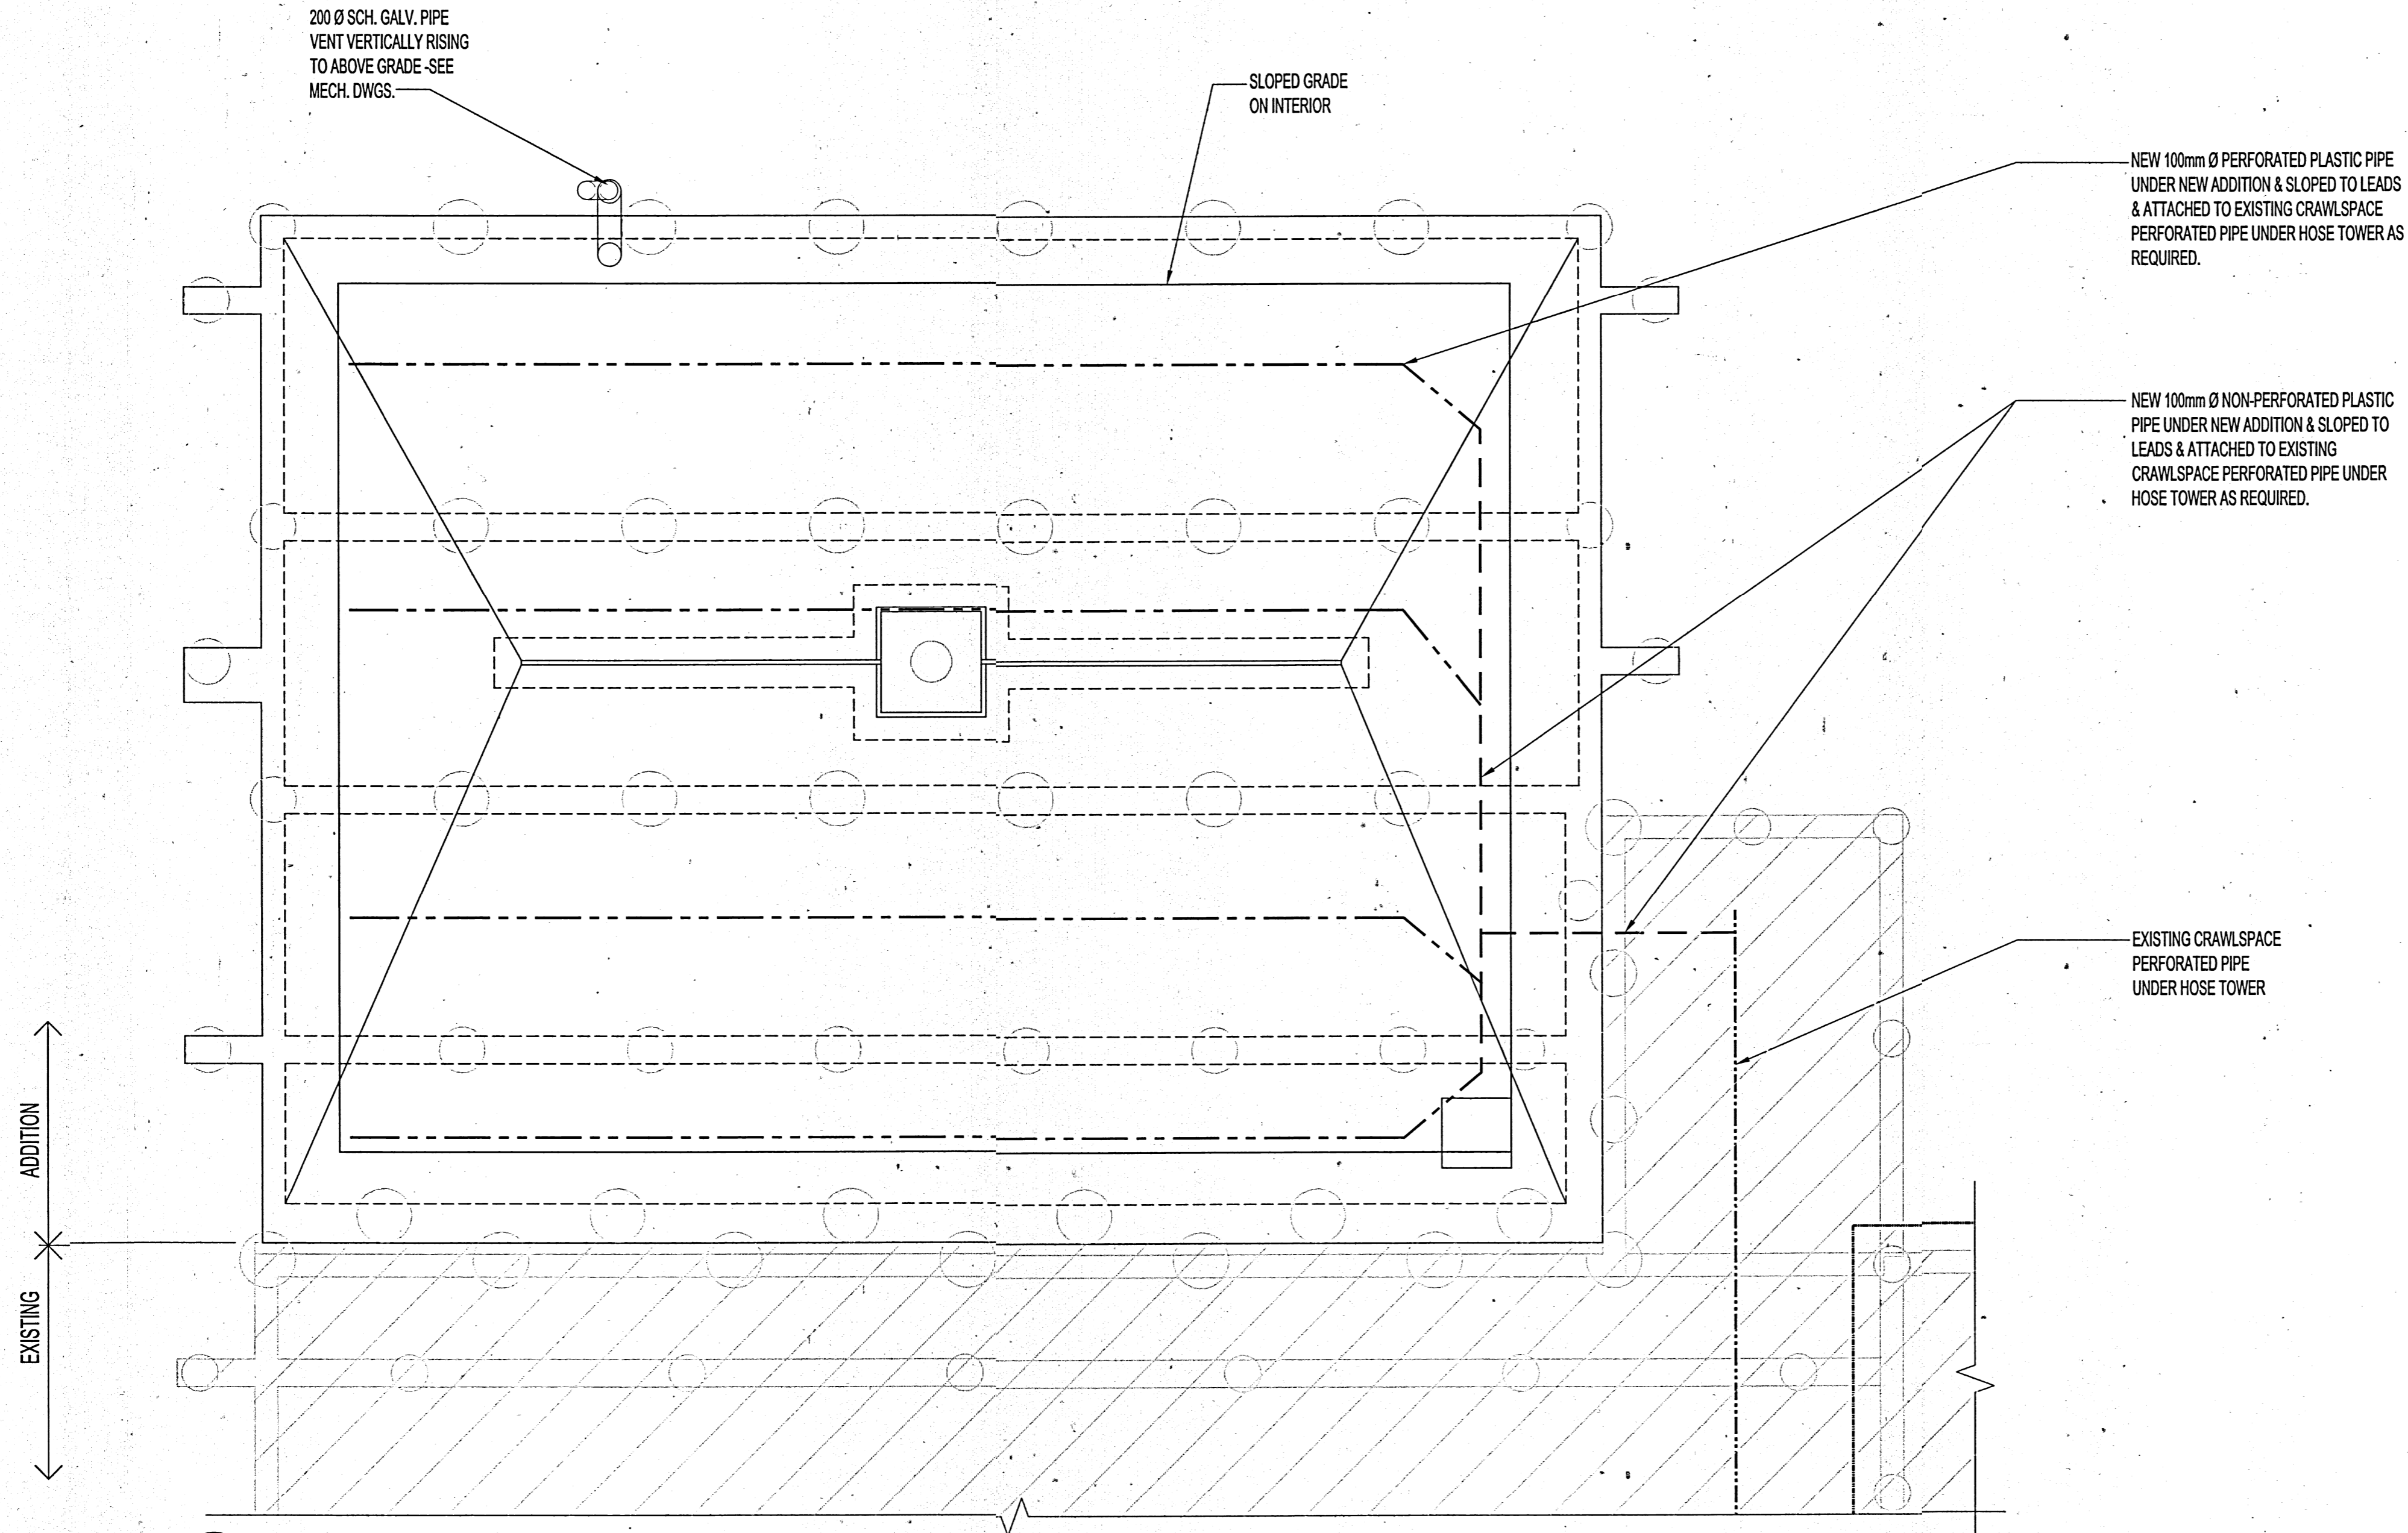 200 Ø SCH. GALV. PIPE
VENT VERTICALLY RISING
TO ABOVE GRADE -SEE
MECH. DWGS.
SLOPED GRADE
ON INTERIOR
NEW 100mm Ø PERFORATED PLASTIC PIPE
UNDER NEW ADDITION & SLOPED TO LEADS
& ATTACHED TO EXISTING CRAWLSPACE
PERFORATED PIPE UNDER HOSE TOWER AS
REQUIRED.
NEW 100mm Ø NON-PERFORATED PLASTIC
PIPE UNDER NEW ADDITION & SLOPED TO
LEADS & ATTACHED TO EXISTING
CRAWLSPACE PERFORATED PIPE UNDER
HOSE TOWER AS REQUIRED.
EXISTING CRAWLSPACE
PERFORATED PIPE
UNDER HOSE TOWER
ADDITION
EXISTING